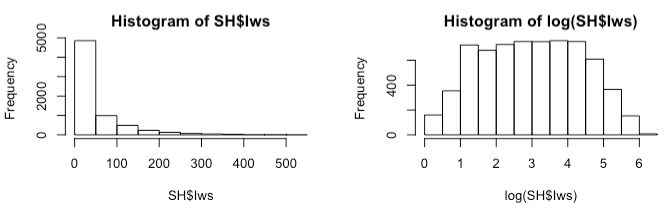 Histogram of SH$lws
Frequency
0 2000 5000
0 100 200 300 400 500
SH$lws
Histogram of log(SH$lws)
Frequency
0 400
0 1 2 3 4 5 6
log(SH$lws)